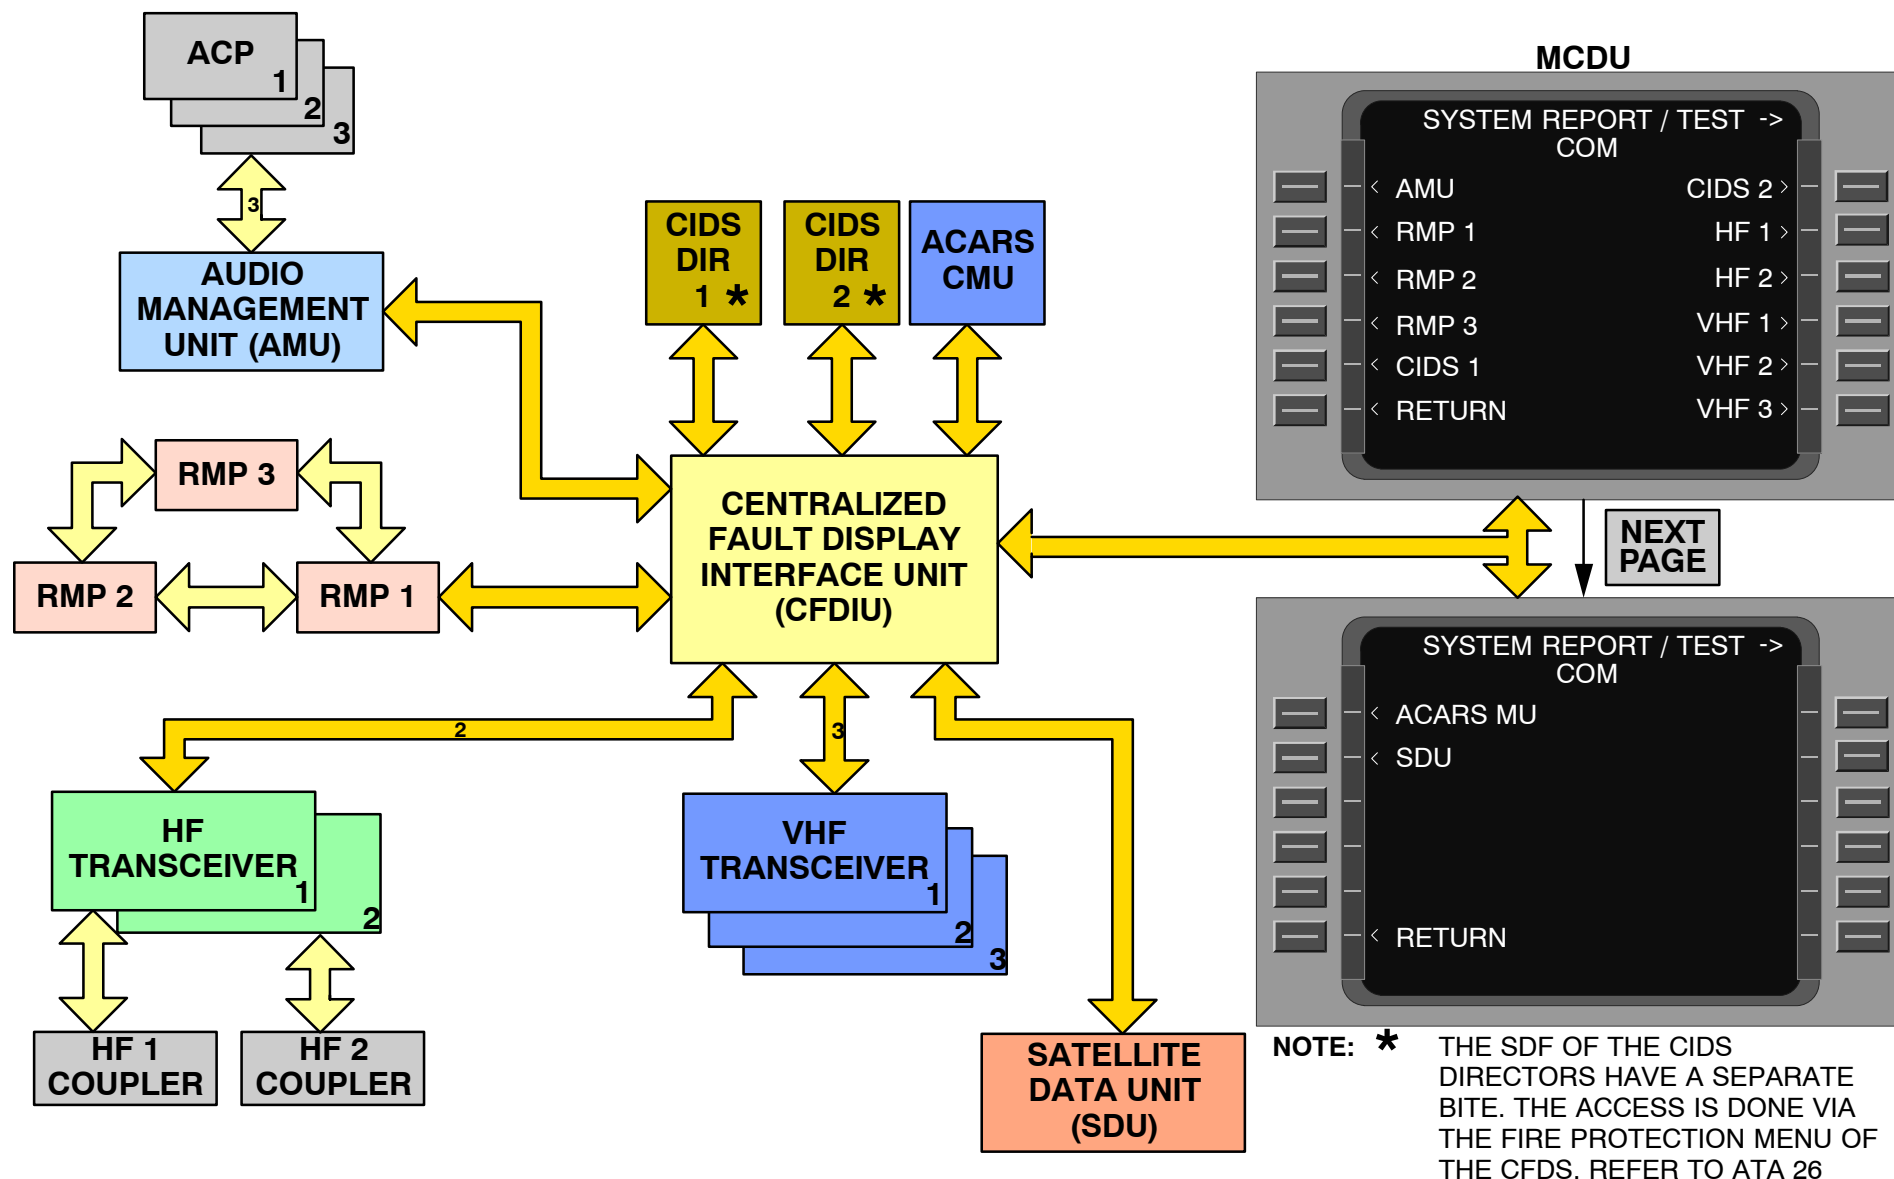 ACP
1
2
3
3
AUDIO
MANAGEMENT
UNIT (AMU)
CIDS
DIR
1 *
CIDS
DIR
2 *
ACARS
CMU
RMP 3
RMP 2
RMP 1
CENTRALIZED
FAULT DISPLAY
INTERFACE UNIT
(CFDIU)
2
3
HF
TRANSCEIVER
1
2
HF 1
COUPLER
HF 2
COUPLER
VHF
TRANSCEIVER
1
2
3
SATELLITE
DATA UNIT
(SDU)
MCDU
SYSTEM REPORT / TEST ->
COM
< AMU CIDS 2 >
< RMP 1 HF 1 >
< RMP 2 HF 2 >
< RMP 3 VHF 1 >
< CIDS 1 VHF 2 >
< RETURN VHF 3 >
NEXT
PAGE
SYSTEM REPORT / TEST ->
COM
< ACARS MU
< SDU
< RETURN
NOTE: * THE SDF OF THE CIDS
DIRECTORS HAVE A SEPARATE
BITE. THE ACCESS IS DONE VIA
THE FIRE PROTECTION MENU OF
THE CFDS. REFER TO ATA 26